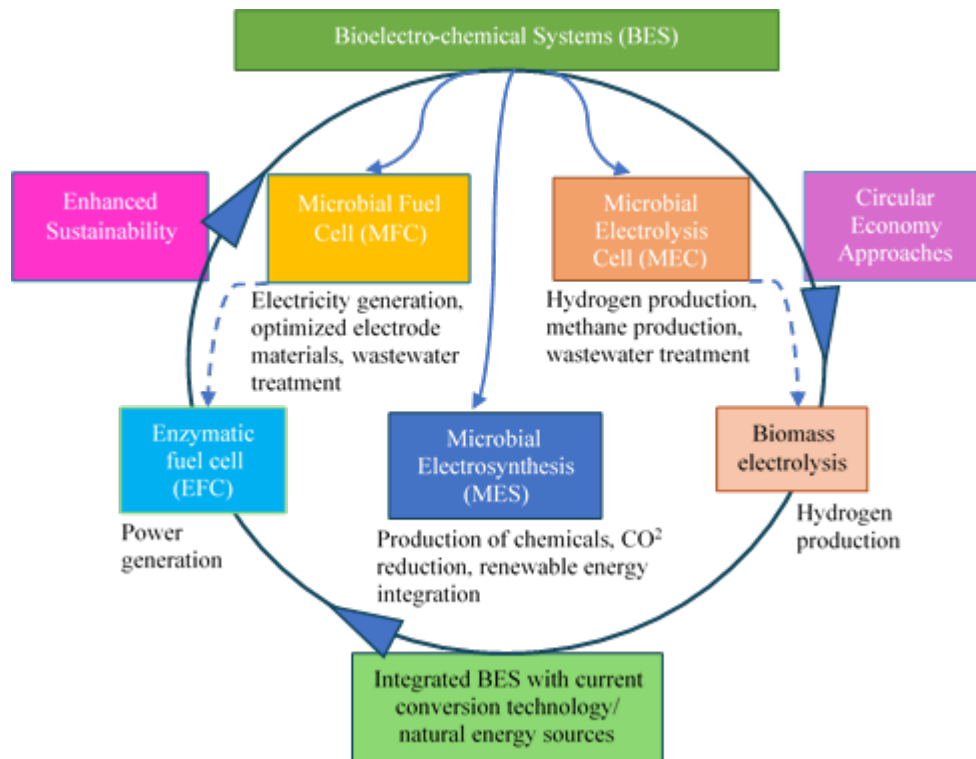 Bioelectro-chemical Systems (BES)
Enhanced
Sustainability
Microbial Fuel
Cell (MFC)
Microbial
Electrolysis
Cell (MEC)
Circular
Economy
Approaches
Electricity generation,
optimized electrode
materials, wastewater
treatment
Hydrogen production,
methane production,
wastewater treatment
Enzymatic
fuel cell
(EFC)
Microbial
Electrosynthesis
(MES)
Biomass
electrolysis
Power
generation
Production of chemicals, CO²
reduction, renewable energy
integration
Hydrogen
production
Integrated BES with current
conversion technology/
natural energy sources